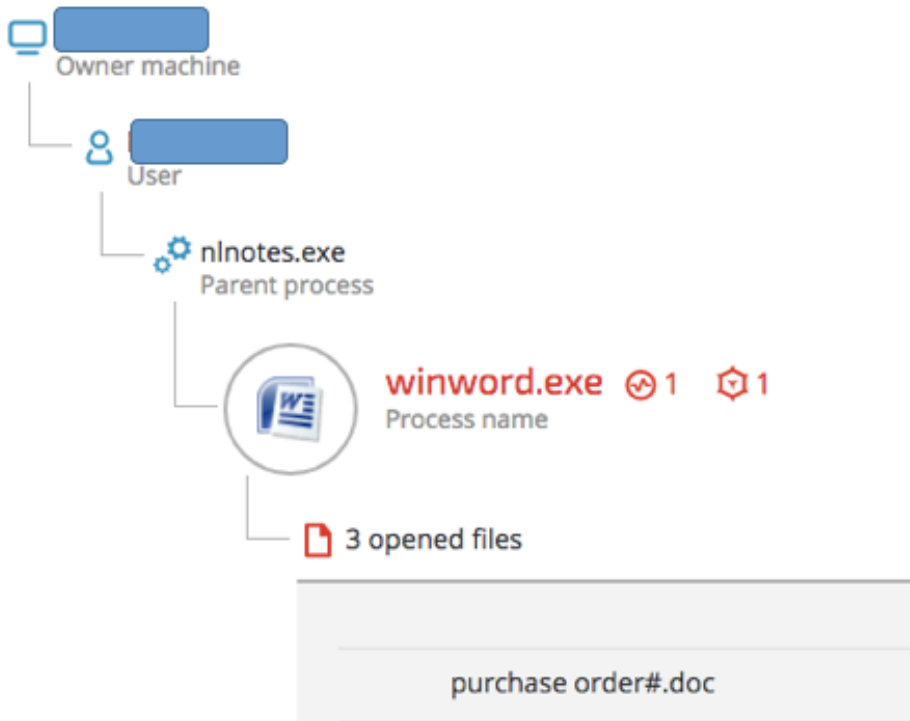 Owner machine
User
nlnotes.exe
Parent process
winword.exe 1 1
Process name
3 opened files
purchase order#.doc